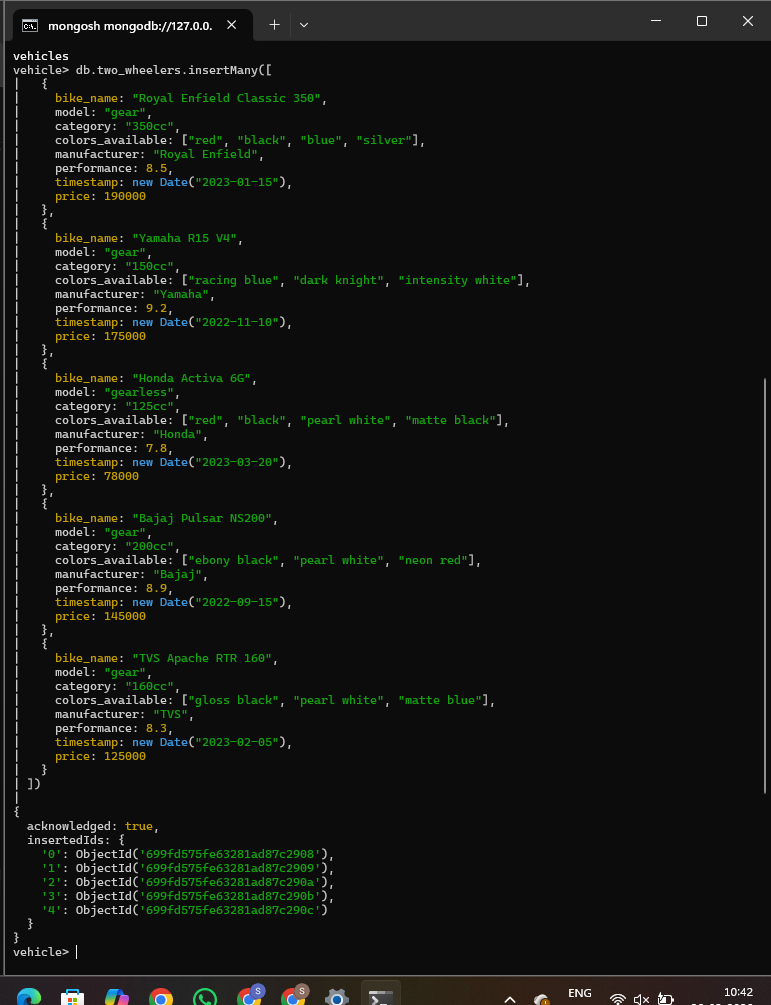 mongosh mongodb://127.0.0.
vehicles
vehicle> db.two_wheelers.insertMany([
|   {
|     bike_name: "Royal Enfield Classic 350",
|     model: "gear",
|     category: "350cc",
|     colors_available: ["red", "black", "blue", "silver"],
|     manufacturer: "Royal Enfield",
|     performance: 8.5,
|     timestamp: new Date("2023-01-15"),
|     price: 190000
|   },
|   {
|     bike_name: "Yamaha R15 V4",
|     model: "gear",
|     category: "150cc",
|     colors_available: ["racing blue", "dark knight", "intensity white"],
|     manufacturer: "Yamaha",
|     performance: 9.2,
|     timestamp: new Date("2022-11-10"),
|     price: 175000
|   },
|   {
|     bike_name: "Honda Activa 6G",
|     model: "gearless",
|     category: "125cc",
|     colors_available: ["red", "black", "pearl white", "matte black"],
|     manufacturer: "Honda",
|     performance: 7.8,
|     timestamp: new Date("2023-03-20"),
|     price: 78000
|   },
|   {
|     bike_name: "Bajaj Pulsar NS200",
|     model: "gear",
|     category: "200cc",
|     colors_available: ["ebony black", "pearl white", "neon red"],
|     manufacturer: "Bajaj",
|     performance: 8.9,
|     timestamp: new Date("2022-09-15"),
|     price: 145000
|   },
|   {
|     bike_name: "TVS Apache RTR 160",
|     model: "gear",
|     category: "160cc",
|     colors_available: ["gloss black", "pearl white", "matte blue"],
|     manufacturer: "TVS",
|     performance: 8.3,
|     timestamp: new Date("2023-02-05"),
|     price: 125000
|   }
| ])
|
{
  acknowledged: true,
  insertedIds: {
    '0': ObjectId('699fd575fe63281ad87c2908'),
    '1': ObjectId('699fd575fe63281ad87c2909'),
    '2': ObjectId('699fd575fe63281ad87c290a'),
    '3': ObjectId('699fd575fe63281ad87c290b'),
    '4': ObjectId('699fd575fe63281ad87c290c')
  }
}
vehicle>
S S ENG 10:42